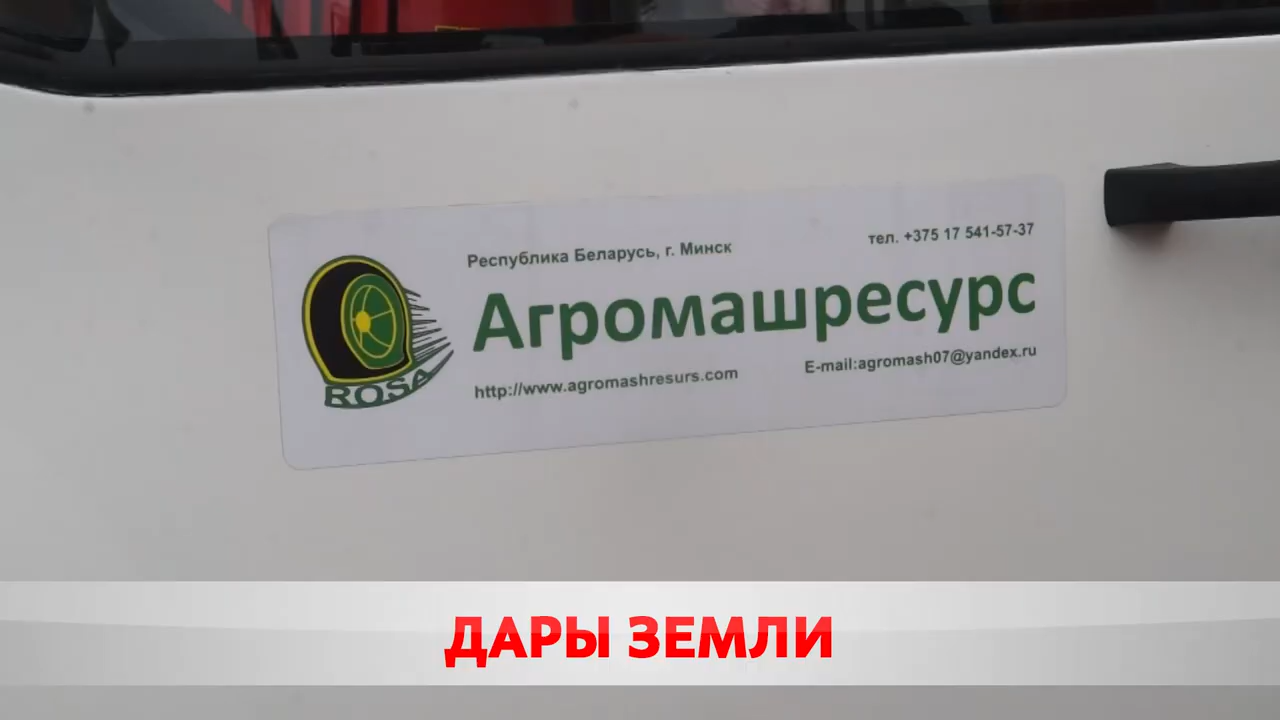 Республика Беларусь, г. Минск
тел. +375 17 541-57-37
Агромашресурс
ROSA
http://www.agromashresurs.com
E-mail:agromash07@yandex.ru
ДАРЫ ЗЕМЛИ